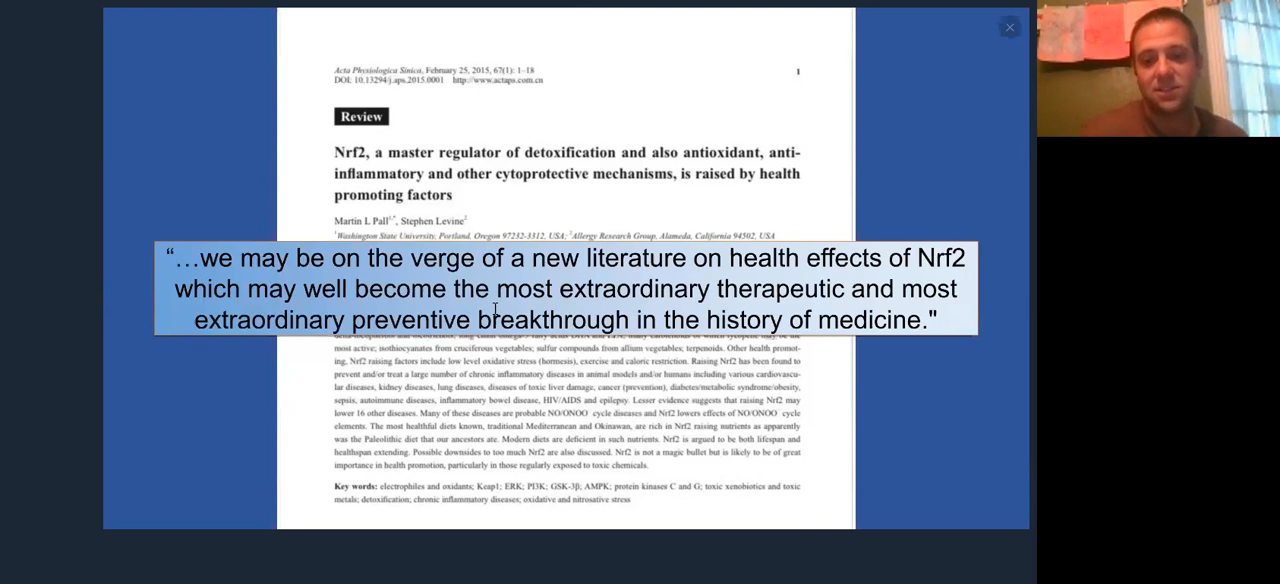 Acta Physiologica Sinica, February 25, 2015, 67(1): 1–18
DOI: 10.13294/j.aps.2015.0001 http://www.actaps.com.cn
1
Review
Nrf2, a master regulator of detoxification and also antioxidant, anti-
inflammatory and other cytoprotective mechanisms, is raised by health
promoting factors
Martin L Pall1,*, Stephen Levine2
1Washington State University, Portland, Oregon 97232-3312, USA; 2Allergy Research Group, Alameda, California 94502, USA
“…we may be on the verge of a new literature on health effects of Nrf2
which may well become the most extraordinary therapeutic and most
extraordinary preventive breakthrough in the history of medicine."
most active; isothiocyanates from cruciferous vegetables; sulfur compounds from allium vegetables; terpenoids. Other health promot-
ing, Nrf2 raising factors include low level oxidative stress (hormesis), exercise and caloric restriction. Raising Nrf2 has been found to
prevent and/or treat a large number of chronic inflammatory diseases in animal models and/or humans including various cardiovascu-
lar diseases, kidney diseases, lung diseases, diseases of toxic liver damage, cancer (prevention), diabetes/metabolic syndrome/obesity,
sepsis, autoimmune diseases, inflammatory bowel disease, HIV/AIDS and epilepsy. Lesser evidence suggests that raising Nrf2 may
lower 16 other diseases. Many of these diseases are probable NO/ONOO⁻ cycle diseases and Nrf2 lowers effects of NO/ONOO⁻ cycle
elements. The most healthful diets known, traditional Mediterranean and Okinawan, are rich in Nrf2 raising nutrients as apparently
was the Paleolithic diet that our ancestors ate. Modern diets are deficient in such nutrients. Nrf2 is argued to be both lifespan and
healthspan extending. Possible downsides to too much Nrf2 are also discussed. Nrf2 is not a magic bullet but is likely to be of great
importance in health promotion, particularly in those regularly exposed to toxic chemicals.
Key words: electrophiles and oxidants; Keap1; ERK; PI3K; GSK-3β; AMPK; protein kinases C and G; toxic xenobiotics and toxic
metals; detoxification; chronic inflammatory diseases; oxidative and nitrosative stress